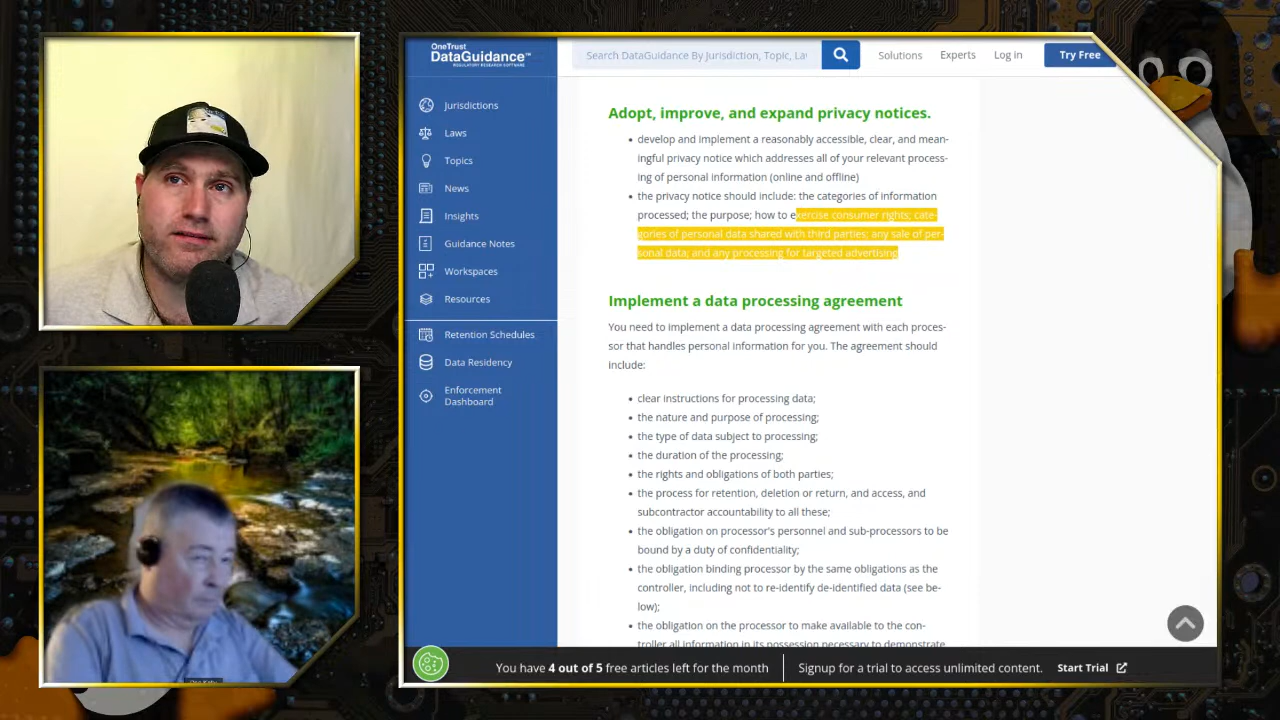 OneTrust
DataGuidance™
REGULATORY RESEARCH SOFTWARE
Search DataGuidance By Jurisdiction, Topic, La
Solutions
Experts
Log in
Try Free
Jurisdictions
Laws
Topics
News
Insights
Guidance Notes
Workspaces
Resources
Retention Schedules
Data Residency
Enforcement
Dashboard
Adopt, improve, and expand privacy notices.
• develop and implement a reasonably accessible, clear, and mean-
ingful privacy notice which addresses all of your relevant process-
ing of personal information (online and offline)
• the privacy notice should include: the categories of information
processed; the purpose; how to exercise consumer rights; cate-
gories of personal data shared with third parties; any sale of per-
sonal data; and any processing for targeted advertising
Implement a data processing agreement
You need to implement a data processing agreement with each proces-
sor that handles personal information for you. The agreement should
include:
• clear instructions for processing data;
• the nature and purpose of processing;
• the type of data subject to processing;
• the duration of the processing;
• the rights and obligations of both parties;
• the process for retention, deletion or return, and access, and
subcontractor accountability to all these;
• the obligation on processor's personnel and sub-processors to be
bound by a duty of confidentiality;
• the obligation binding processor by the same obligations as the
controller, including not to re-identify de-identified data (see be-
low);
• the obligation on the processor to make available to the con-
troller all information in its possession necessary to demonstrate
You have 4 out of 5 free articles left for the month
Signup for a trial to access unlimited content.
Start Trial